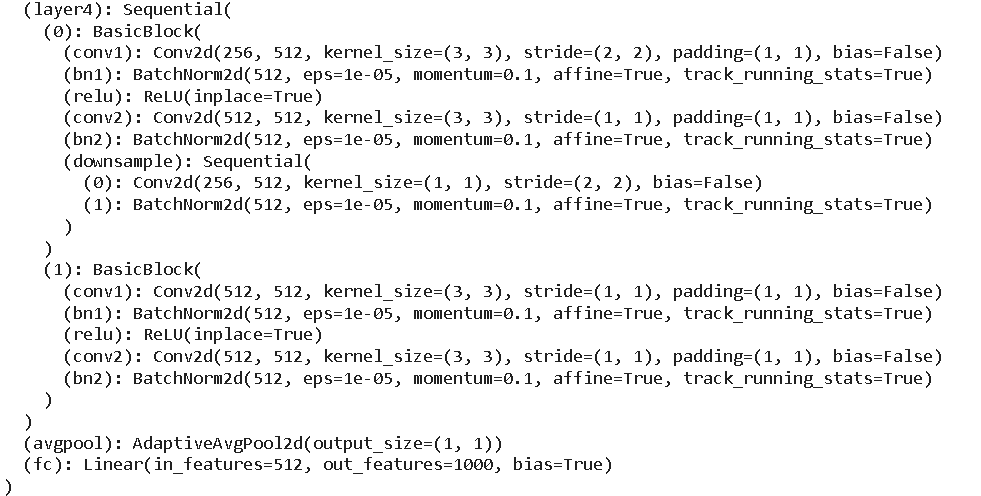 (layer4): Sequential(
(0): BasicBlock(
(conv1): Conv2d(256, 512, kernel_size=(3, 3), stride=(2, 2), padding=(1, 1), bias=False)
(bn1): BatchNorm2d(512, eps=1e-05, momentum=0.1, affine=True, track_running_stats=True)
(relu): ReLU(inplace=True)
(conv2): Conv2d(512, 512, kernel_size=(3, 3), stride=(1, 1), padding=(1, 1), bias=False)
(bn2): BatchNorm2d(512, eps=1e-05, momentum=0.1, affine=True, track_running_stats=True)
(downsample): Sequential(
(0): Conv2d(256, 512, kernel_size=(1, 1), stride=(2, 2), bias=False)
(1): BatchNorm2d(512, eps=1e-05, momentum=0.1, affine=True, track_running_stats=True)
)
)
(1): BasicBlock(
(conv1): Conv2d(512, 512, kernel_size=(3, 3), stride=(1, 1), padding=(1, 1), bias=False)
(bn1): BatchNorm2d(512, eps=1e-05, momentum=0.1, affine=True, track_running_stats=True)
(relu): ReLU(inplace=True)
(conv2): Conv2d(512, 512, kernel_size=(3, 3), stride=(1, 1), padding=(1, 1), bias=False)
(bn2): BatchNorm2d(512, eps=1e-05, momentum=0.1, affine=True, track_running_stats=True)
)
)
(avgpool): AdaptiveAvgPool2d(output_size=(1, 1))
(fc): Linear(in_features=512, out_features=1000, bias=True)
)